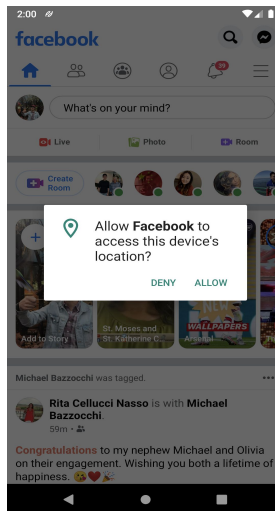 2:00
facebook
39
What's on your mind?
Live
Photo
Room
Create
Room
Allow Facebook to
access this device's
location?
DENY
ALLOW
Add to Story
St. Moses and
St. Katherine C...
Arsenal
NEW
WALLPAPERS
Michael Bazzocchi was tagged.
Rita Cellucci Nasso is with Michael
Bazzocchi.
59m ·
Congratulations to my nephew Michael and Olivia
on their engagement. Wishing you both a lifetime of
happiness. 😘❤️🎉